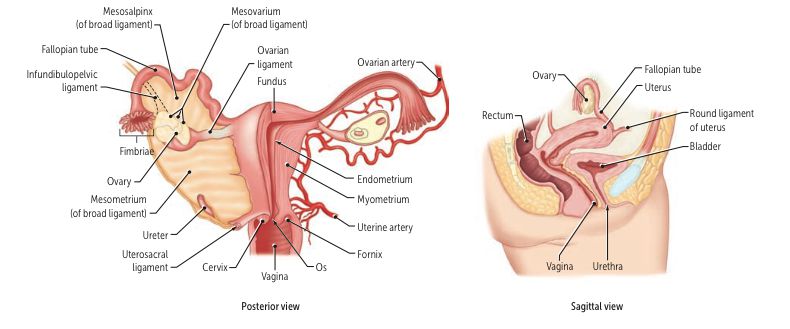 Mesosalpinx
(of broad ligament)
Mesovarium
(of broad ligament)
Fallopian tube
Infundibulopelvic
ligament
Ovarian
ligament
Fundus
Ovarian artery
Fimbriae
Ovary
Mesometrium
(of broad ligament)
Ureter
Uterosacral
ligament
Cervix
Vagina
Os
Fornix
Uterine artery
Myometrium
Endometrium
Posterior view
Ovary
Fallopian tube
Uterus
Rectum
Round ligament
of uterus
Bladder
Vagina
Urethra
Sagittal view